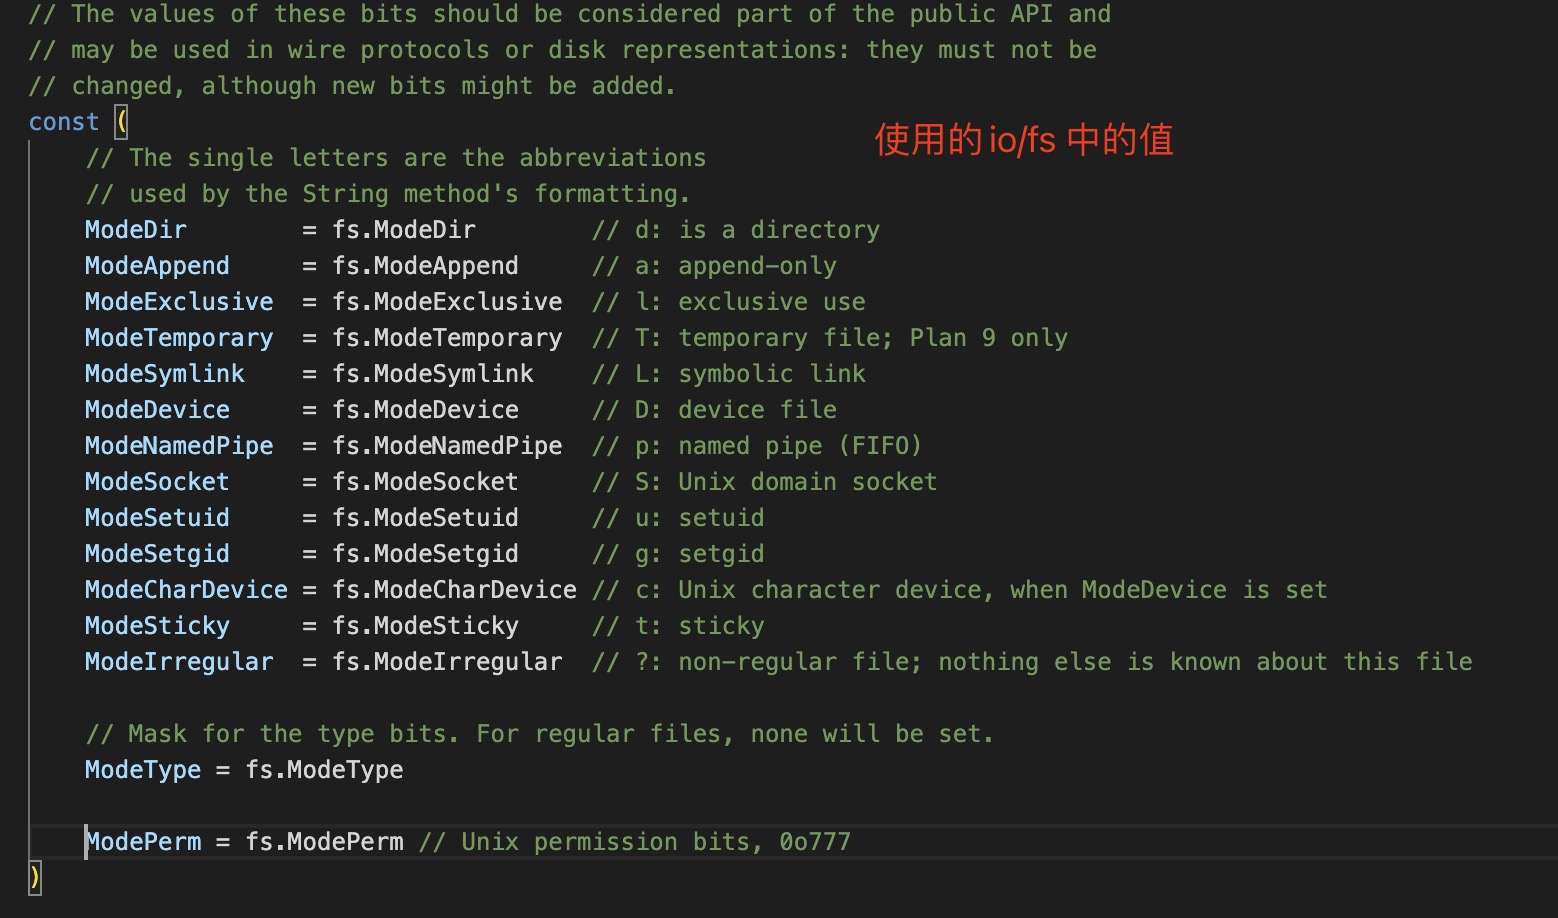 // The values of these bits should be considered part of the public API and
// may be used in wire protocols or disk representations: they must not be
// changed, although new bits might be added.
const (
使用的 io/fs 中的值
// The single letters are the abbreviations
// used by the String method's formatting.
ModeDir = fs.ModeDir // d: is a directory
ModeAppend = fs.ModeAppend // a: append-only
ModeExclusive = fs.ModeExclusive // l: exclusive use
ModeTemporary = fs.ModeTemporary // T: temporary file; Plan 9 only
ModeSymlink = fs.ModeSymlink // L: symbolic link
ModeDevice = fs.ModeDevice // D: device file
ModeNamedPipe = fs.ModeNamedPipe // p: named pipe (FIFO)
ModeSocket = fs.ModeSocket // S: Unix domain socket
ModeSetuid = fs.ModeSetuid // u: setuid
ModeSetgid = fs.ModeSetgid // g: setgid
ModeCharDevice = fs.ModeCharDevice // c: Unix character device, when ModeDevice is set
ModeSticky = fs.ModeSticky // t: sticky
ModeIrregular = fs.ModeIrregular // ?: non-regular file; nothing else is known about this file
// Mask for the type bits. For regular files, none will be set.
ModeType = fs.ModeType
ModePerm = fs.ModePerm // Unix permission bits, 0o777
)